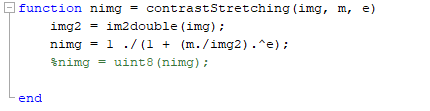 function nimg = contrastStretching(img, m, e)
    img2 = im2double(img);
    nimg = 1 ./(1 + (m./img2).^e);
    %nimg = uint8(nimg);
end